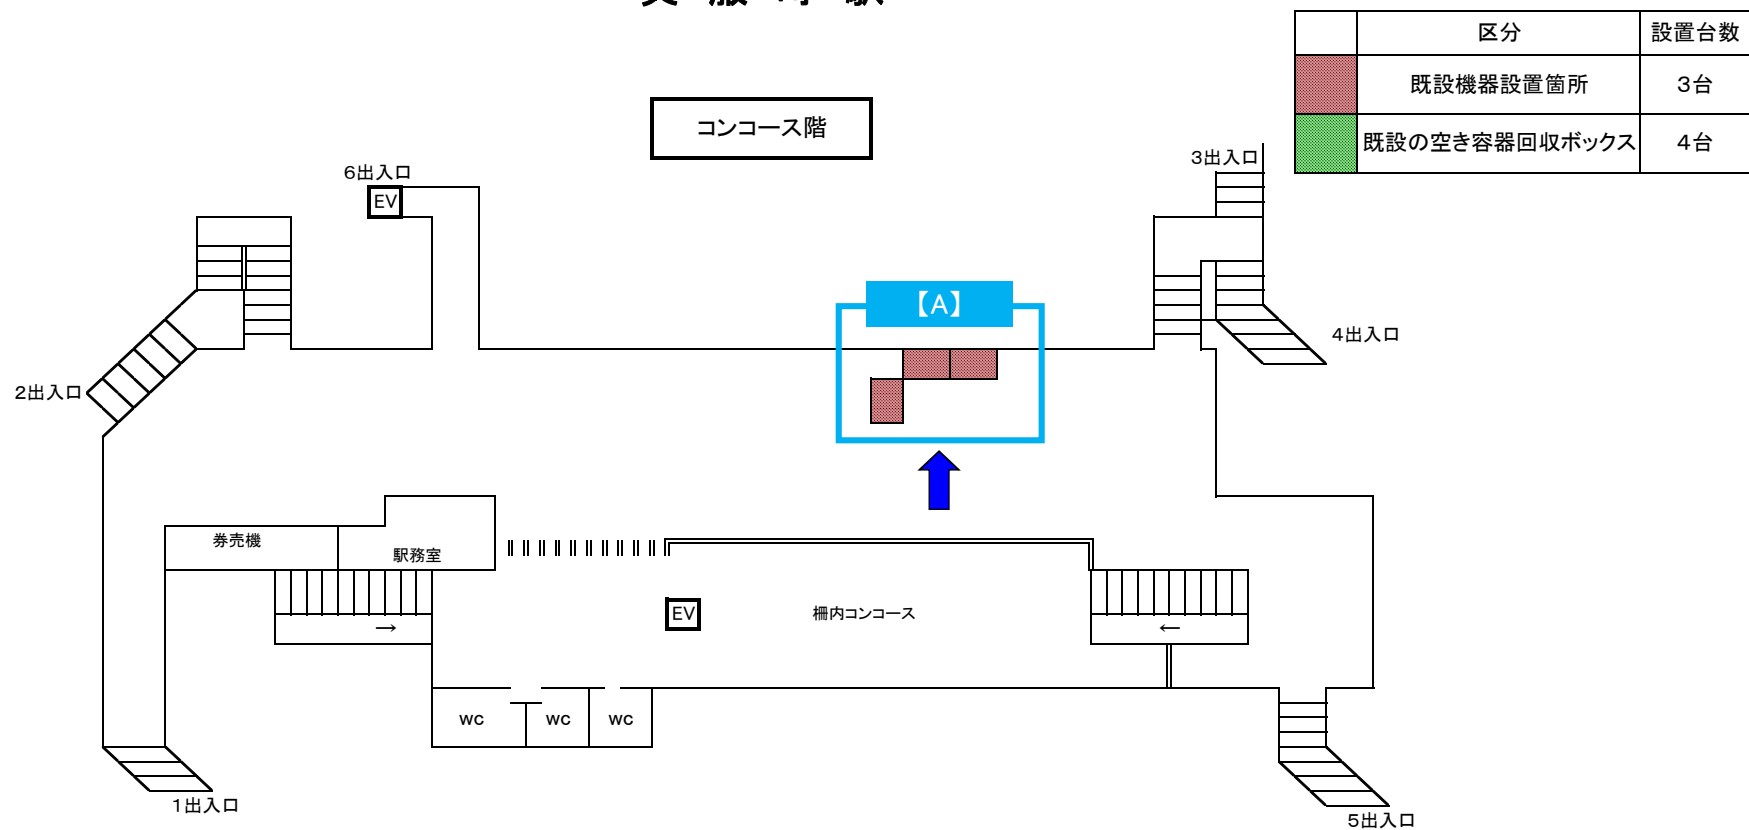 区分 設置台数
既設機器設置箇所 3台
既設の空き容器回収ボックス 4台
コンコース階
6出入口
EV
3出入口
【A】
4出入口
2出入口
券売機
駅務室
EV
柵内コンコース
→
←
WC
WC
WC
1出入口
5出入口